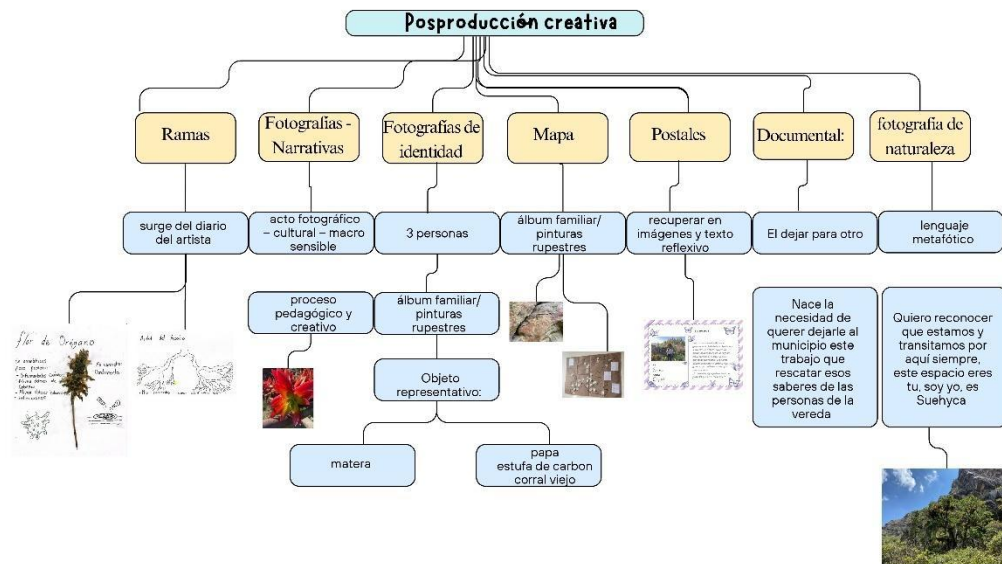 Posproducción creativa
Ramas
Fotografías -
Narrativas
Fotografías de
identidad
Mapa
Postales
Documental:
fotografia de
naturaleza
surge del diario
del artista
acto fotográfico
– cultural – macro
sensible
3 personas
álbum familiar/
pinturas
rupestres
recuperar en
imágenes y texto
reflexivo
El dejar para otro
lenguaje
metafótico
proceso
pedagógico y
creativo
álbum familiar/
pinturas
rupestres
Nace la
necesidad de
querer dejarle al
municipio este
trabajo que
rescatar esos
saberes de las
personas de la
vereda
Quiero reconocer
que estamos y
transitamos por
aquí siempre,
este espacio eres
tu, soy yo, es
Suehyca
Objeto
representativo:
matera
papa
estufa de carbon
corral viejo
flor de Orégano